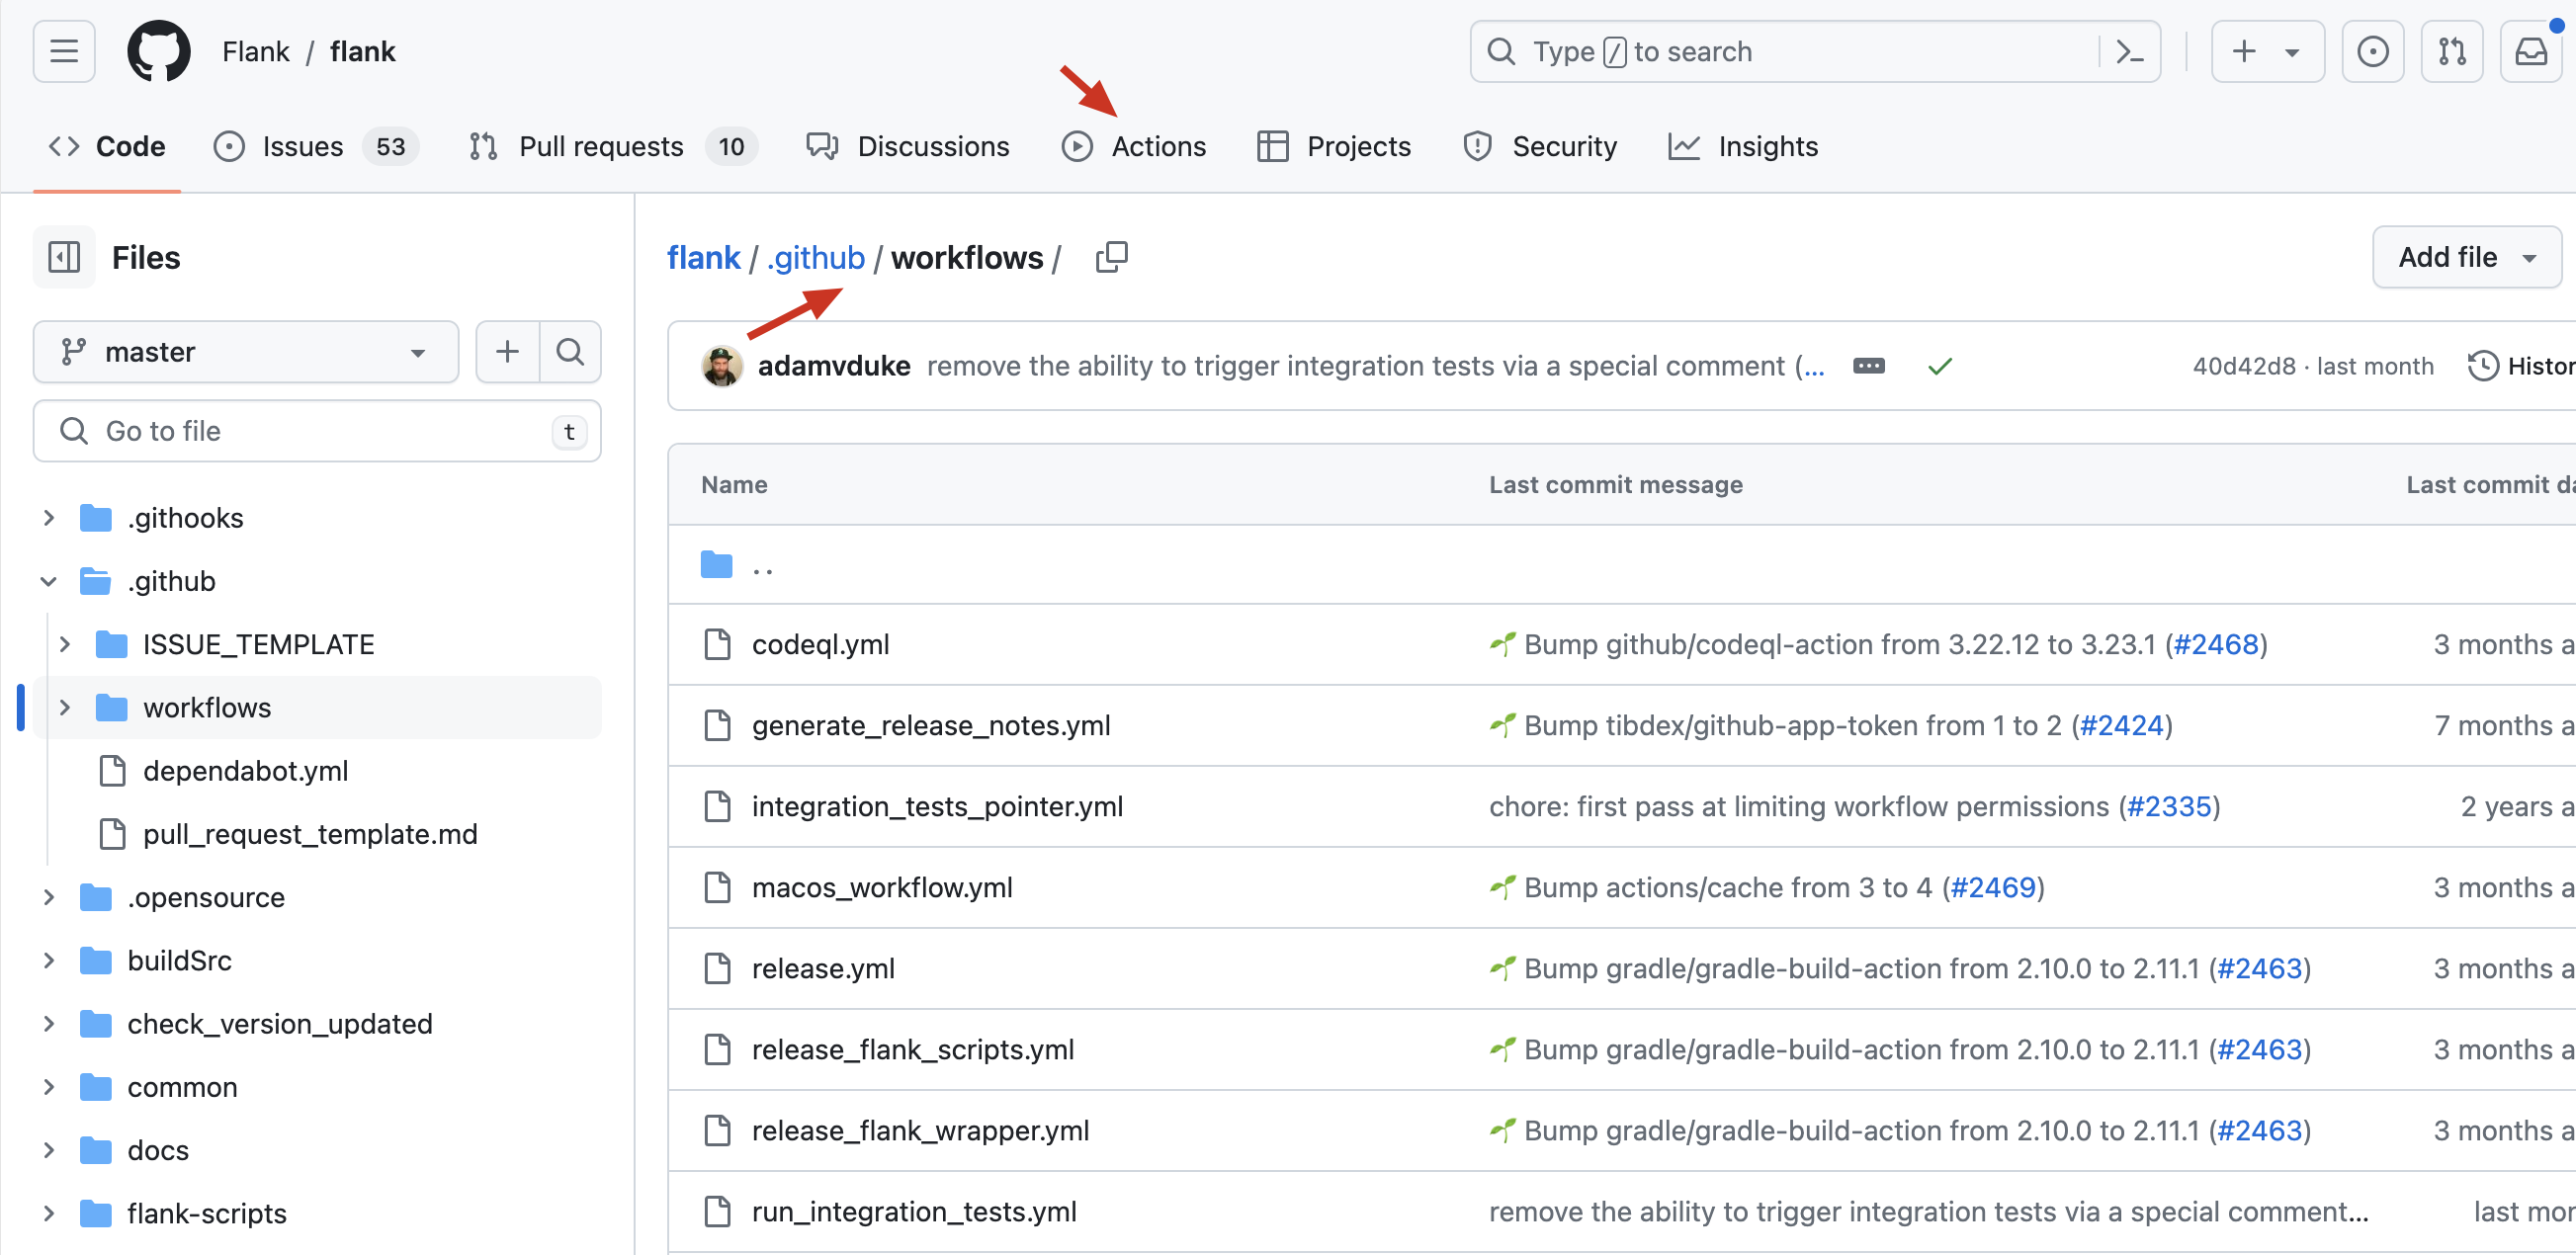 Flank / flank
Type / to search
Code
Issues 53
Pull requests 10
Discussions
Actions
Projects
Security
Insights
Files
master
Go to file
t
.githooks
.github
ISSUE_TEMPLATE
workflows
dependabot.yml
pull_request_template.md
.opensource
buildSrc
check_version_updated
common
docs
flank-scripts
flank / .github / workflows /
Add file
adamvduke remove the ability to trigger integration tests via a special comment (...
40d42d8 · last month
Histor
Name Last commit message Last commit da
..
codeql.yml Bump github/codeql-action from 3.22.12 to 3.23.1 (#2468) 3 months a
generate_release_notes.yml Bump tibdex/github-app-token from 1 to 2 (#2424) 7 months a
integration_tests_pointer.yml chore: first pass at limiting workflow permissions (#2335) 2 years a
macos_workflow.yml Bump actions/cache from 3 to 4 (#2469) 3 months a
release.yml Bump gradle/gradle-build-action from 2.10.0 to 2.11.1 (#2463) 3 months a
release_flank_scripts.yml Bump gradle/gradle-build-action from 2.10.0 to 2.11.1 (#2463) 3 months a
release_flank_wrapper.yml Bump gradle/gradle-build-action from 2.10.0 to 2.11.1 (#2463) 3 months a
run_integration_tests.yml remove the ability to trigger integration tests via a special comment... last mon